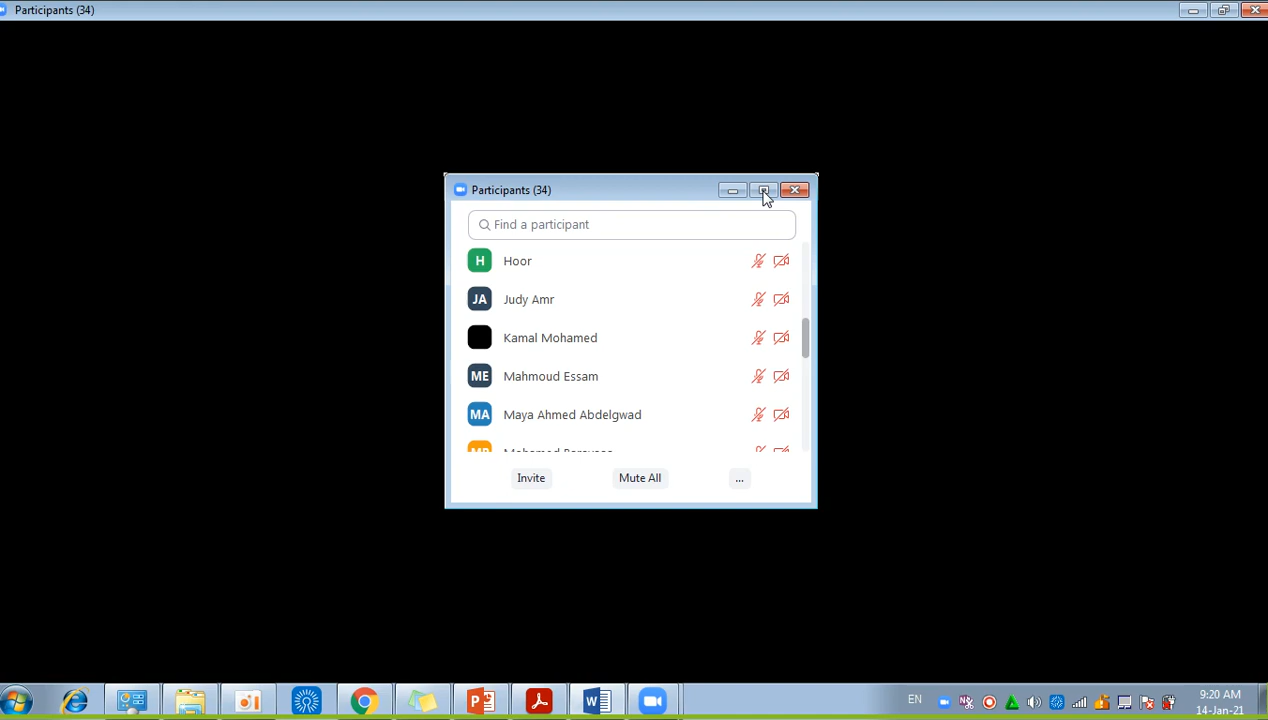 Participants (34)
Participants (34)
Find a participant
H Hoor
JA Judy Amr
Kamal Mohamed
ME Mahmoud Essam
MA Maya Ahmed Abdelgwad
Invite Mute All ...
EN
9:20 AM
14-Jan-21